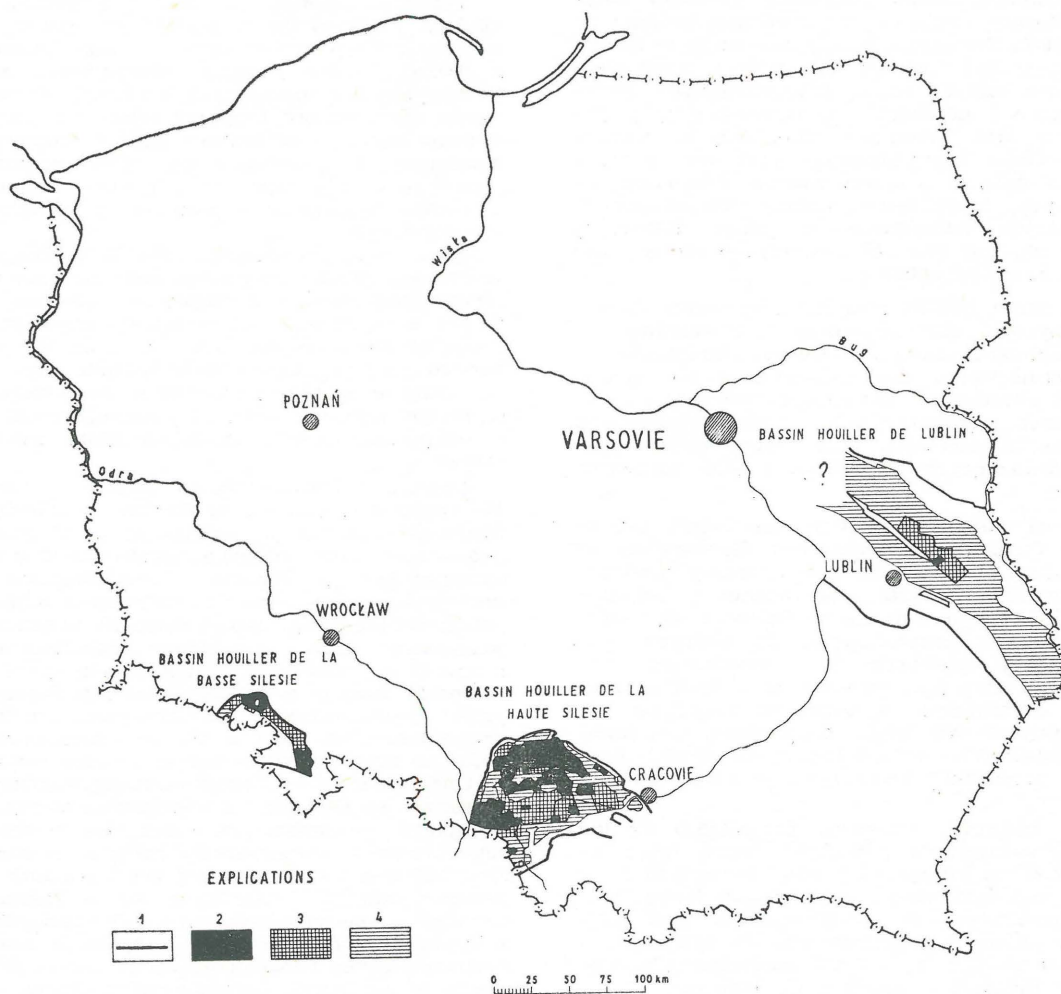 Wisła
Bug
POZNAŃ
VARSOVIE
BASSIN HOUILLER DE LUBLIN
?
Odra
LUBLIN
WROCŁAW
BASSIN HOUILLER DE LA
BASSE SILESIE
BASSIN HOUILLER DE LA
HAUTE SILESIE
CRACOVIE
EXPLICATIONS
1 2 3 4
0 25 50 75 100 km